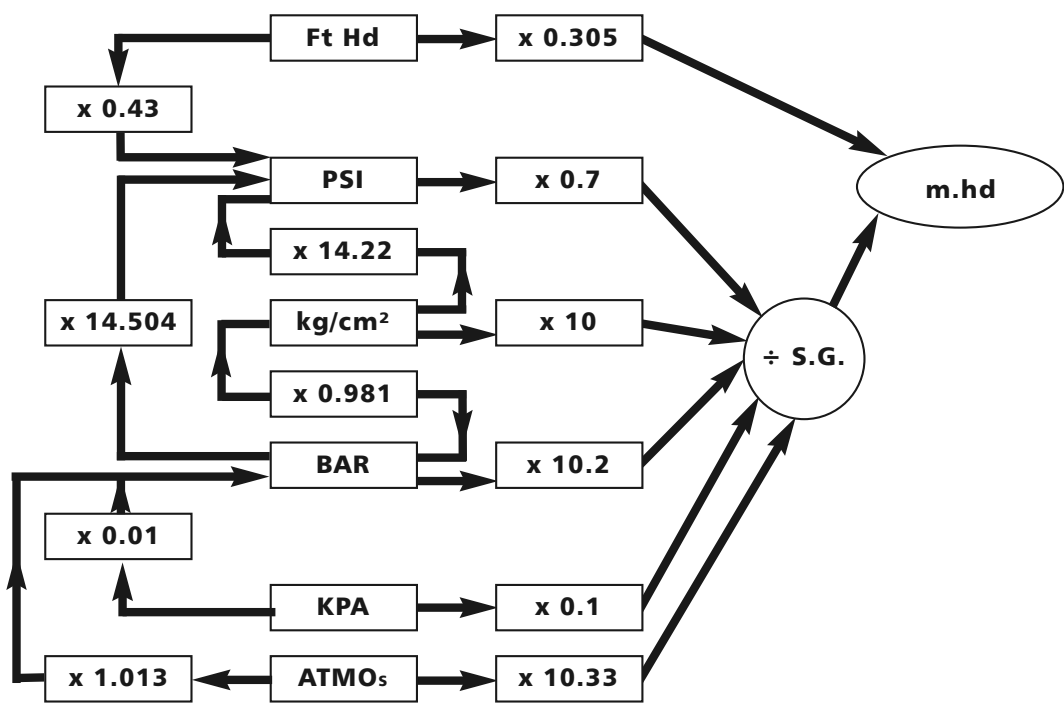 Ft Hd
x 0.305
x 0.43
PSI
x 0.7
m.hd
x 14.22
x 14.504
kg/cm²
x 10
÷ S.G.
x 0.981
BAR
x 10.2
x 0.01
KPA
x 0.1
x 1.013
ATMOs
x 10.33